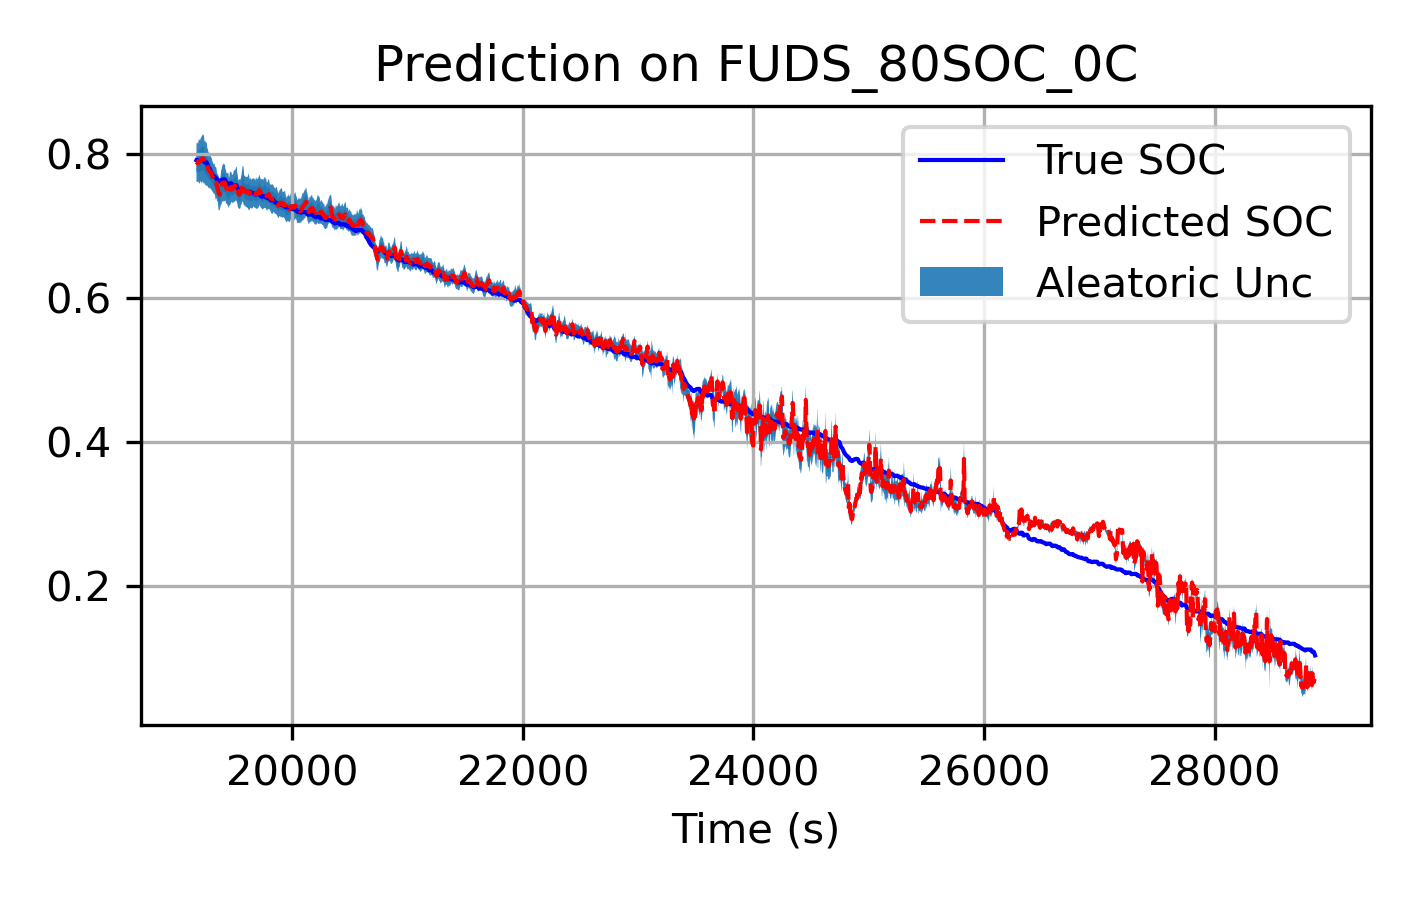 Prediction on FUDS_80SOC_0C
True SOC
Predicted SOC
Aleatoric Unc
0.8
0.6
0.4
0.2
20000 22000 24000 26000 28000
Time (s)